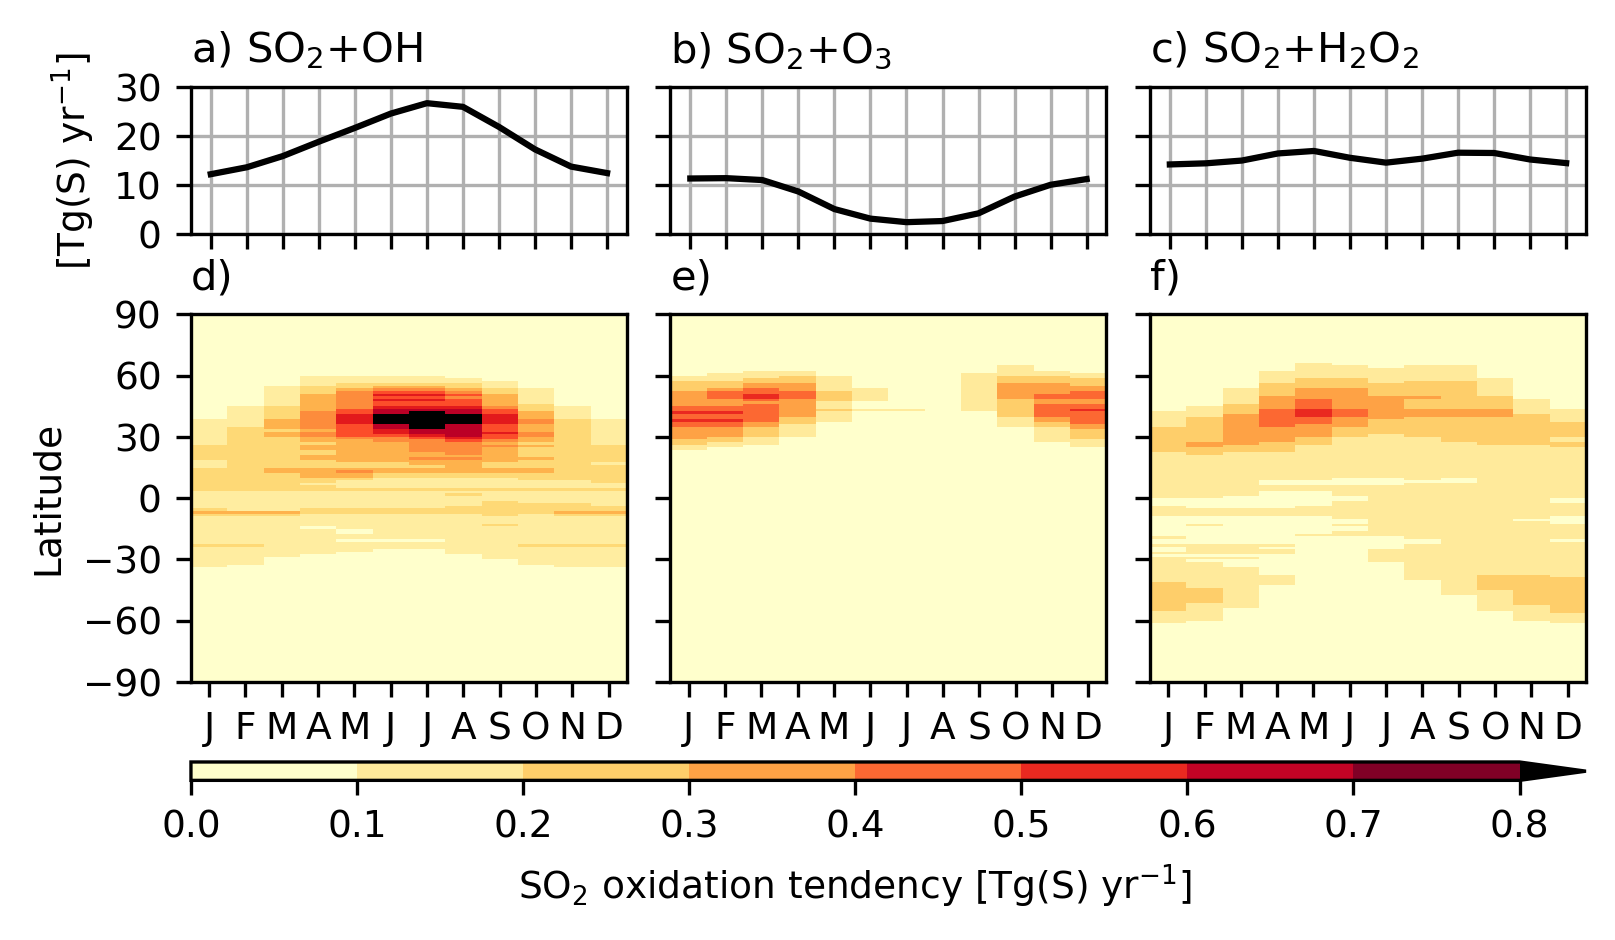 a) SO₂+OH
b) SO₂+O₃
c) SO₂+H₂O₂
[Tg(S) yr⁻¹]
30
20
10
0
d)
e)
f)
Latitude
90
60
30
0
−30
−60
−90
J F M A M J J A S O N D
J F M A M J J A S O N D
J F M A M J J A S O N D
0.0 0.1 0.2 0.3 0.4 0.5 0.6 0.7 0.8
SO₂ oxidation tendency [Tg(S) yr⁻¹]